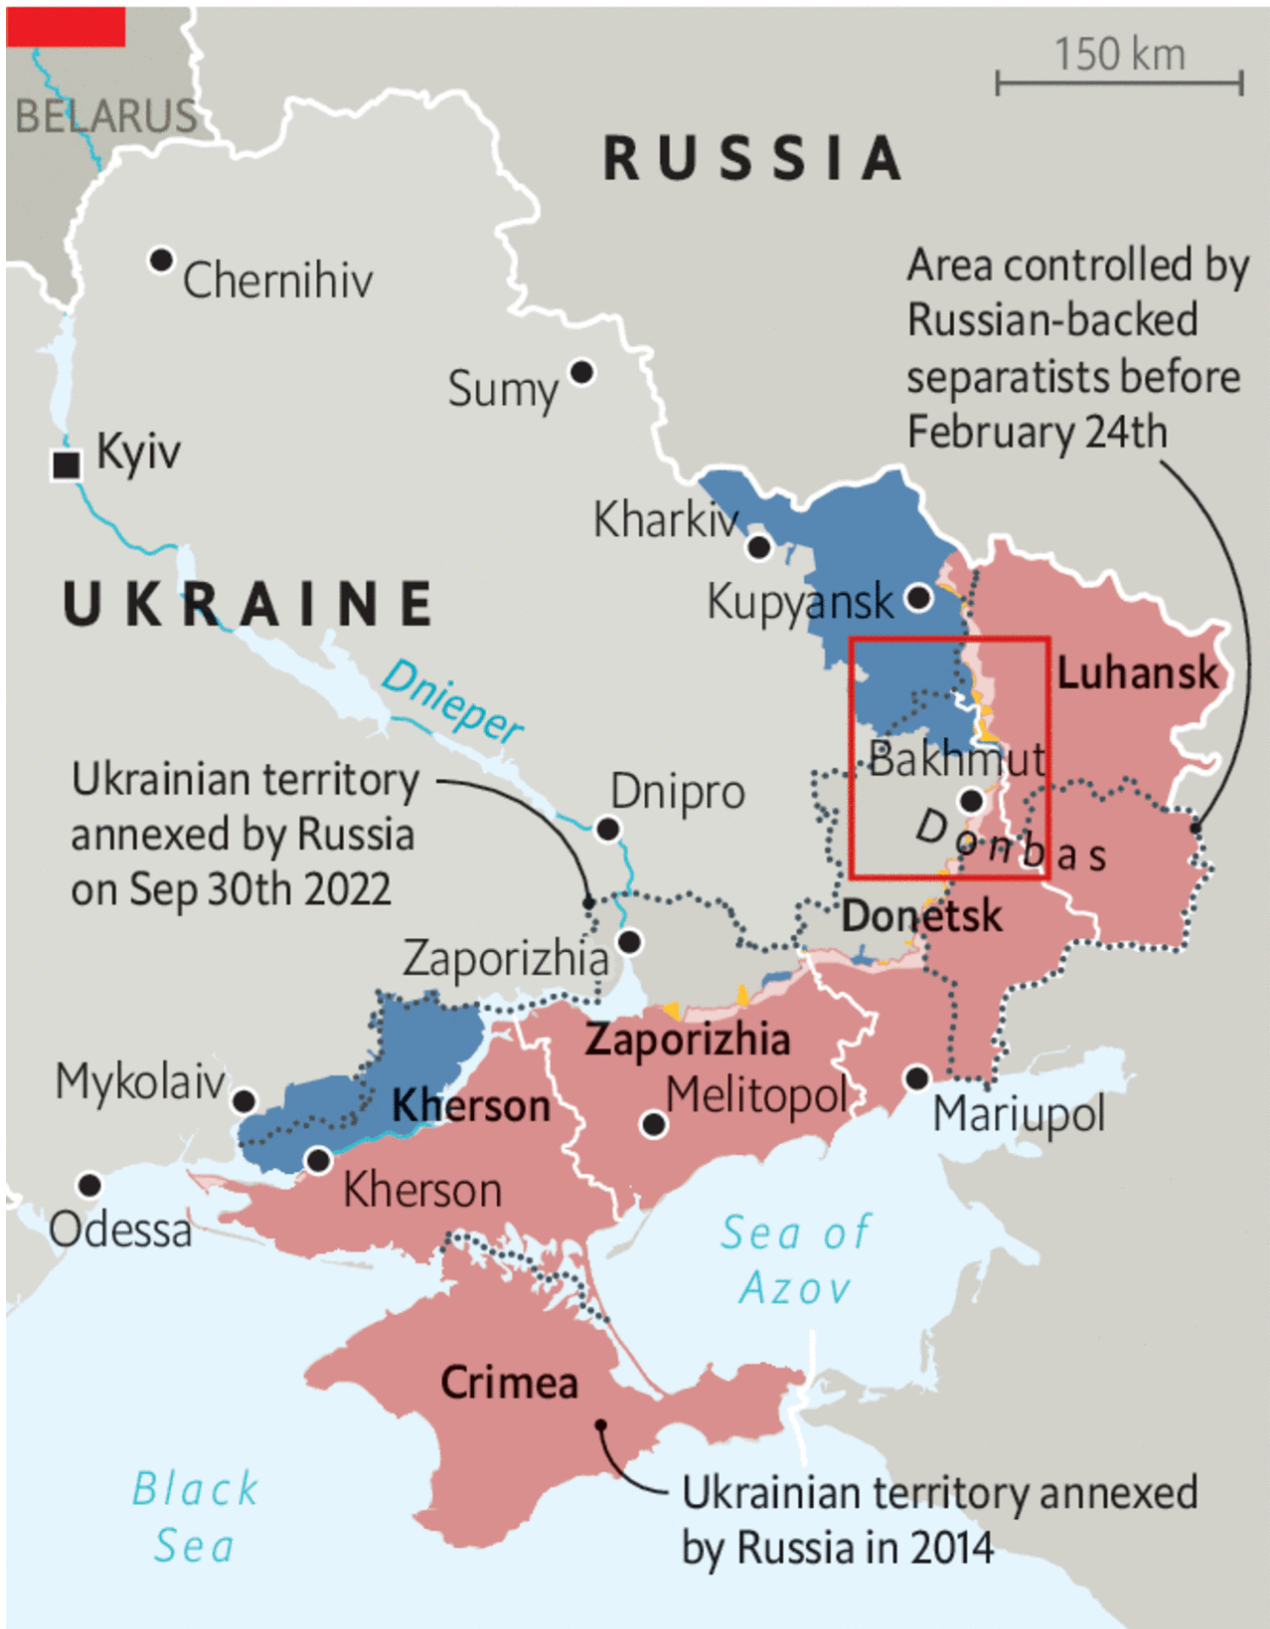 150 km
BELARUS
RUSSIA
Chernihiv
Area controlled by
Russian-backed
separatists before
February 24th
Sumy
Kyiv
Kharkiv
UKRAINE
Kupyansk
Luhansk
Dnieper
Ukrainian territory
annexed by Russia
on Sep 30th 2022
Dnipro
Bakhmut
Donbas
Donetsk
Zaporizhia
Zaporizhia
Mykolaiv
Kherson
Melitopol
Mariupol
Kherson
Odessa
Sea of
Azov
Crimea
Black
Sea
Ukrainian territory annexed
by Russia in 2014